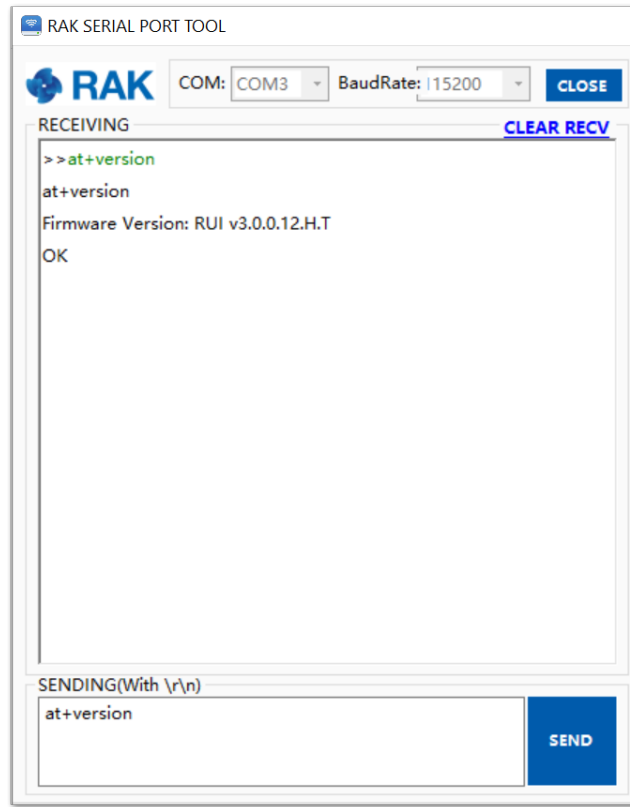 RAK SERIAL PORT TOOL
RAK COM: COM3 BaudRate: 115200 CLOSE
RECEIVING CLEAR RECV
>>at+version
at+version
Firmware Version: RUI v3.0.0.12.H.T
OK
SENDING(With \r\n)
at+version
SEND